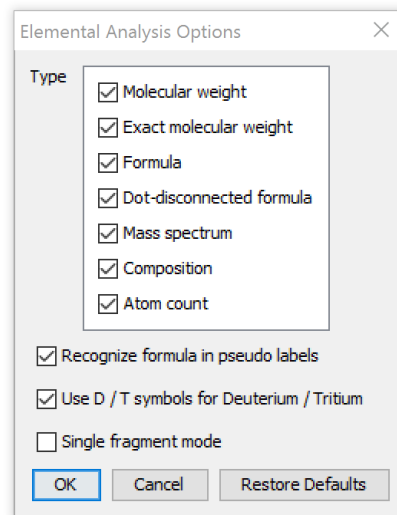 Elemental Analysis Options
Type
Molecular weight
Exact molecular weight
Formula
Dot-disconnected formula
Mass spectrum
Composition
Atom count
Recognize formula in pseudo labels
Use D / T symbols for Deuterium / Tritium
Single fragment mode
OK Cancel Restore Defaults